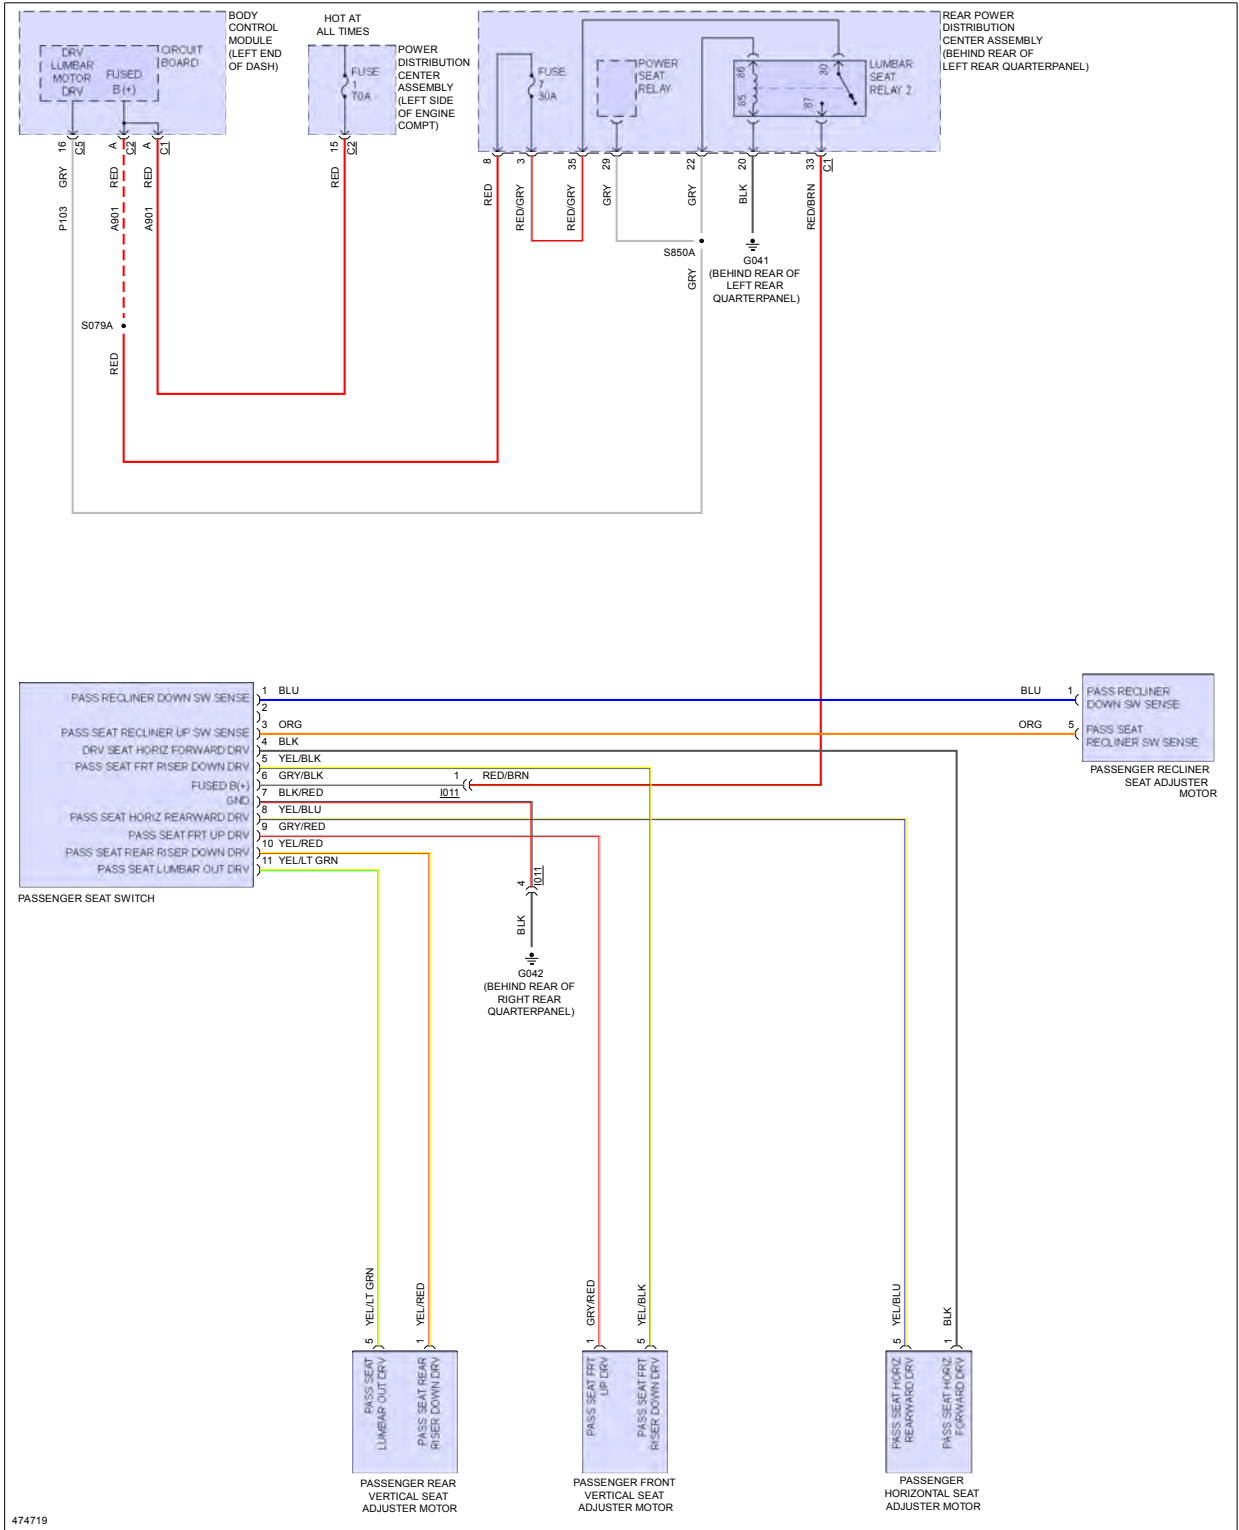 BODY
CONTROL
MODULE
(LEFT END
OF DASH)
DRV
LUMBAR
MOTOR
DRV
FUSED
B (+)
CIRCUIT
BOARD
HOT AT
ALL TIMES
FUSE
1
70A
POWER
DISTRIBUTION
CENTER
ASSEMBLY
(LEFT SIDE
OF ENGINE
COMPT)
FUSE
7
30A
POWER
SEAT
RELAY
86
85
30
87
LUMBAR
SEAT
RELAY 2
REAR POWER
DISTRIBUTION
CENTER ASSEMBLY
(BEHIND REAR OF
LEFT REAR QUARTERPANEL)
16
C5
A
C2
A
C1
15
C2
8
3
35
29
22
20
33
C1
GRY
RED
RED
RED
RED
RED/GRY
RED/GRY
GRY
GRY
BLK
RED/BRN
P103
A901
A901
S850A
GRY
G041
(BEHIND REAR OF
LEFT REAR
QUARTERPANEL)
S079A
RED
PASS RECLINER DOWN SW SENSE
1 BLU
2
PASS SEAT RECLINER UP SW SENSE
3 ORG
DRV SEAT HORIZ FORWARD DRV
4 BLK
PASS SEAT FRT RISER DOWN DRV
5 YEL/BLK
FUSED B(+)
6 GRY/BLK
GND
7 BLK/RED
PASS SEAT HORIZ REARWARD DRV
8 YEL/BLU
PASS SEAT FRT UP DRV
9 GRY/RED
PASS SEAT REAR RISER DOWN DRV
10 YEL/RED
PASS SEAT LUMBAR OUT DRV
11 YEL/LT GRN
PASSENGER SEAT SWITCH
1
I011
RED/BRN
BLU
1
PASS RECLINER
DOWN SW SENSE
ORG
5
PASS SEAT
RECLINER SW SENSE
PASSENGER RECLINER
SEAT ADJUSTER
MOTOR
4
I011
BLK
G042
(BEHIND REAR OF
RIGHT REAR
QUARTERPANEL)
YEL/LT GRN
YEL/RED
GRY/RED
YEL/BLK
YEL/BLU
BLK
5
1
1
5
5
1
PASS SEAT
LUMBAR OUT DRV
PASS SEAT REAR
RISER DOWN DRV
PASS SEAT FRT
UP DRV
PASS SEAT FRT
RISER DOWN DRV
PASS SEAT HORIZ
REARWARD DRV
PASS SEAT HORIZ
FORWARD DRV
PASSENGER REAR
VERTICAL SEAT
ADJUSTER MOTOR
PASSENGER FRONT
VERTICAL SEAT
ADJUSTER MOTOR
PASSENGER
HORIZONTAL SEAT
ADJUSTER MOTOR
474719